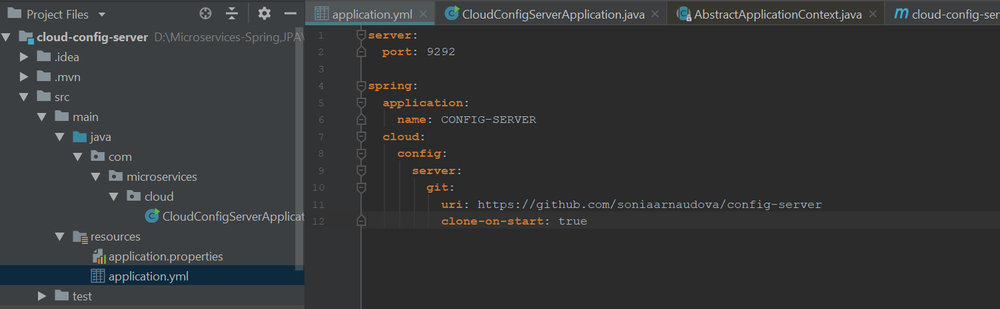 Project Files
cloud-config-server D:\Microservices-Spring,JPA
.idea
.mvn
src
main
java
com
microservices
cloud
CloudConfigServerApplicat
resources
application.properties
application.yml
test
application.yml CloudConfigServerApplication.java AbstractApplicationContext.java cloud-config-ser
1 server:
2 port: 9292
3
4 spring:
5 application:
6 name: CONFIG-SERVER
7 cloud:
8 config:
9 server:
10 git:
11 uri: https://github.com/soniaarnaudova/config-server
12 clone-on-start: true